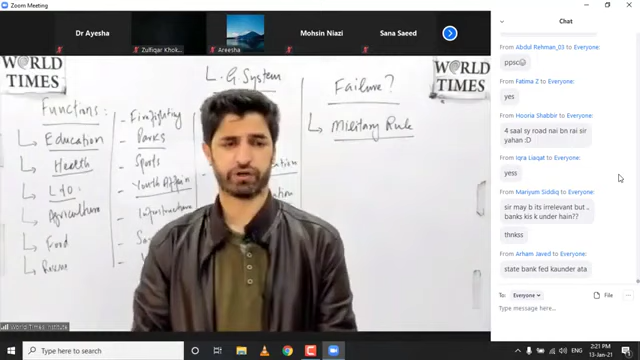 Zoom Meeting
Dr Ayesha
Zulfiqar Khok...
Areesha
Mohsin Niazi
Sana Saeed
WORLD TIMES
L.G System
Functions:
Education
Health
L&O
Agriculture
Food
Firefighting
Parks
Sports
Youth Affairs
Infrastructure
Failure?
Military Rule
WORLD TIMES
World Times Institute
Chat
From Abdul Rehman_03 to Everyone:
ppsc
From Fatima Z to Everyone:
yes
From Hooria Shabbir to Everyone:
4 saal sy road nai bn rai sir
yahan :D
From Iqra Liaqat to Everyone:
yess
From Mariyum Siddiq to Everyone:
sir may b its irrelevant but ..
banks kis k under hain??
thnkss
From Arham Javed to Everyone:
state bank fed kaunder ata
To: Everyone
File
Type message here...
Type here to search
2:21 PM
13-Jan-21